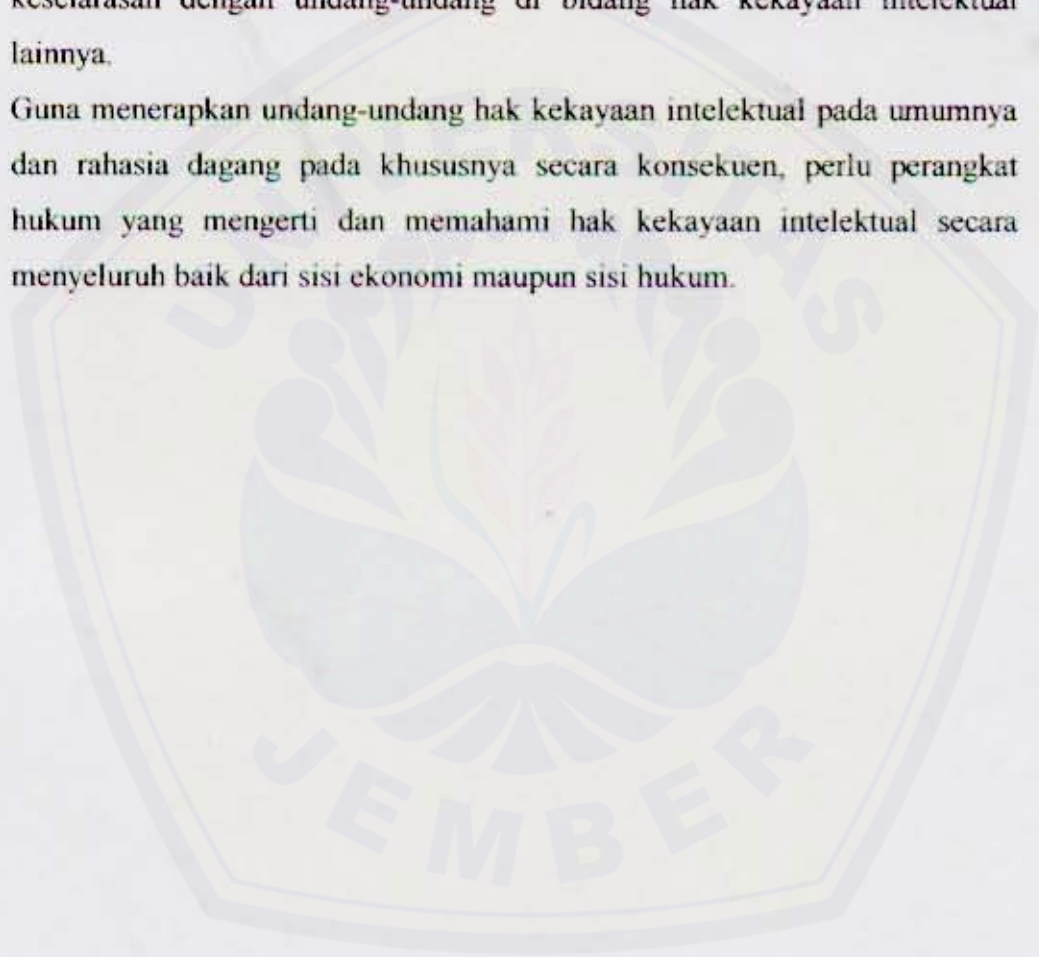 keselarasan dengan undang-undang di bidang hak kekayaan intelektual
lainnya.
Guna menerapkan undang-undang hak kekayaan intelektual pada umumnya
dan rahasia dagang pada khususnya secara konsekuen, perlu perangkat
hukum yang mengerti dan memahami hak kekayaan intelektual secara
menyeluruh baik dari sisi ekonomi maupun sisi hukum.
UNIVERSITAS
JEMBER